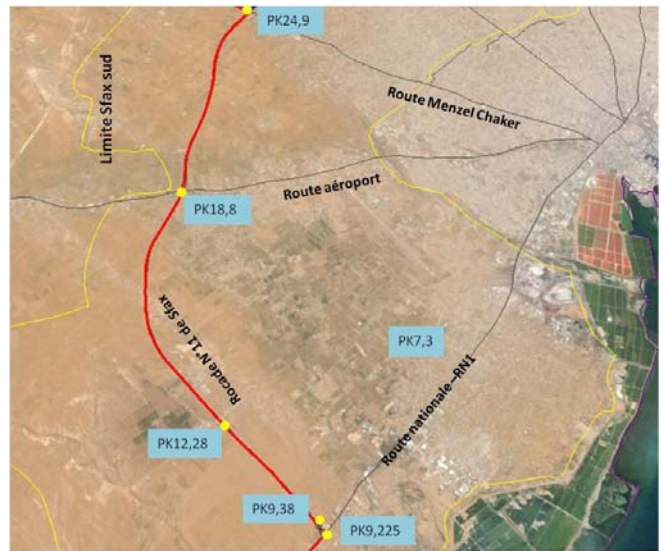 PK24,9
Limite Sfax sud
Route Menzel Chaker
Route aéroport
PK18,8
Rocade N°11 de Sfax
PK7,3
Route nationale –RN1
PK12,28
PK9,38
PK9,225